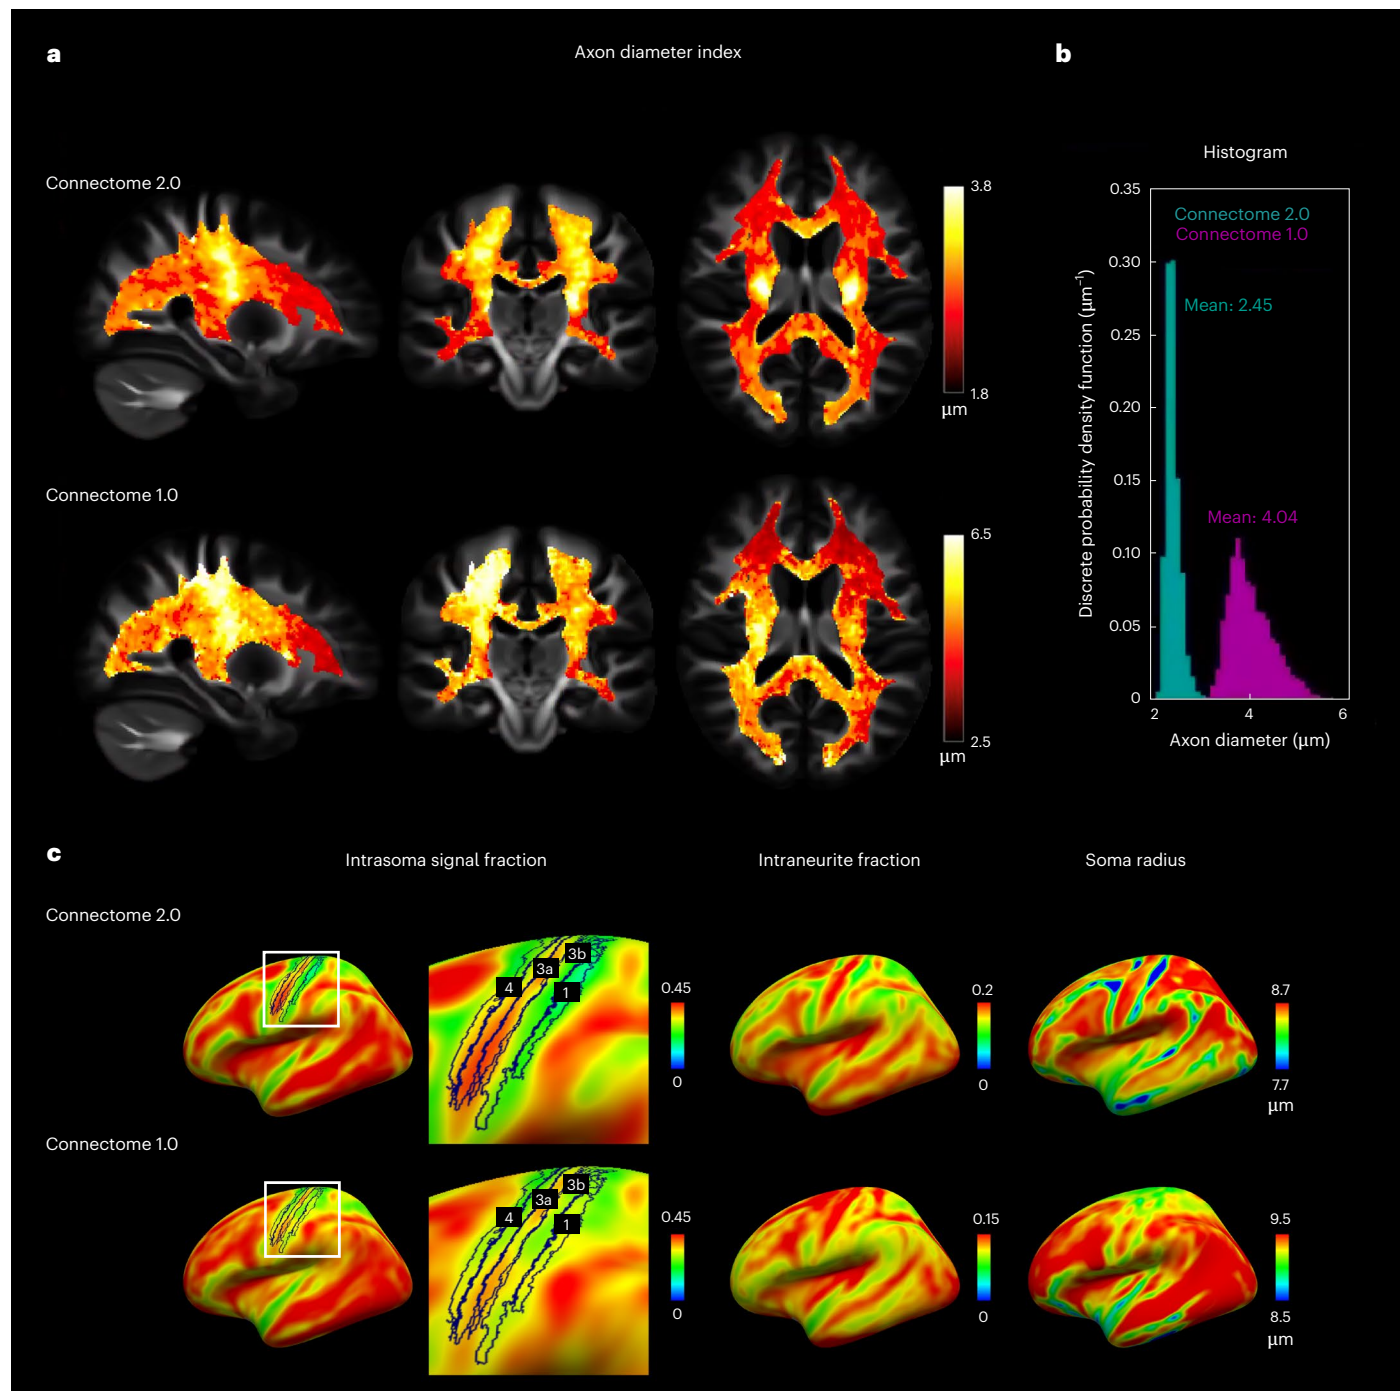 a
Axon diameter index
b
Connectome 2.0
3.8
1.8
μm
Connectome 1.0
6.5
2.5
μm
Histogram
Discrete probability density function (μm⁻¹)
0.35
0.30
0.25
0.20
0.15
0.10
0.05
0
Connectome 2.0
Connectome 1.0
Mean: 2.45
Mean: 4.04
2
4
6
Axon diameter (μm)
c
Intrasoma signal fraction
Intraneurite fraction
Soma radius
Connectome 2.0
3b
3a
4
1
0.45
0
0.2
0
8.7
7.7
μm
Connectome 1.0
3b
3a
4
1
0.45
0
0.15
0
9.5
8.5
μm